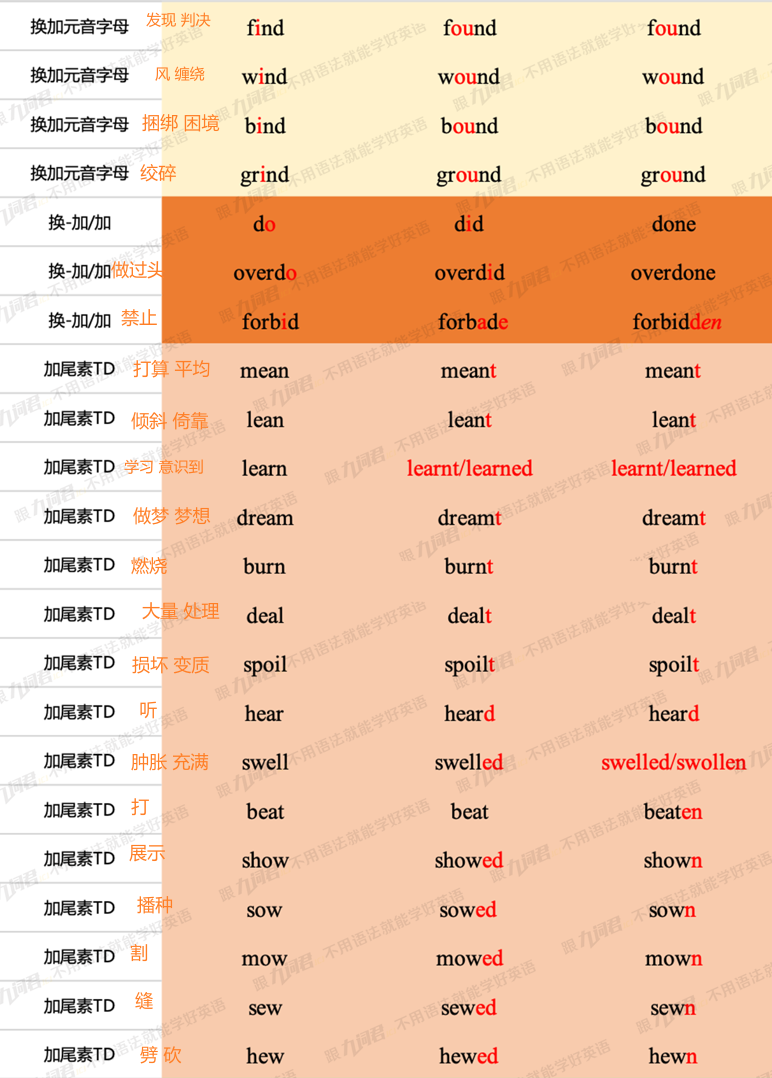 换加元音字母 发现 判决 find found found
换加元音字母 风 缠绕 wind wound wound
换加元音字母 捆绑 困境 bind bound bound
换加元音字母 绞碎 grind ground ground
换-加/加 do did done
换-加/加 做过头 overdo overdid overdone
换-加/加 禁止 forbid forbade forbidden
加尾素TD 打算 平均 mean meant meant
加尾素TD 倾斜 倚靠 lean leant leant
加尾素TD 学习 意识到 learn learnt/learned learnt/learned
加尾素TD 做梦 梦想 dream dreamt dreamt
加尾素TD 燃烧 burn burnt burnt
加尾素TD 大量 处理 deal dealt dealt
加尾素TD 损坏 变质 spoil spoilt spoilt
加尾素TD 听 hear heard heard
加尾素TD 肿胀 充满 swell swelled swelled/swollen
加尾素TD 打 beat beat beaten
加尾素TD 展示 show showed shown
加尾素TD 播种 sow sowed sown
加尾素TD 割 mow mowed mown
加尾素TD 缝 sew sewed sewn
加尾素TD 劈 砍 hew hewed hewn
跟九词君 不用语法就能学好英语